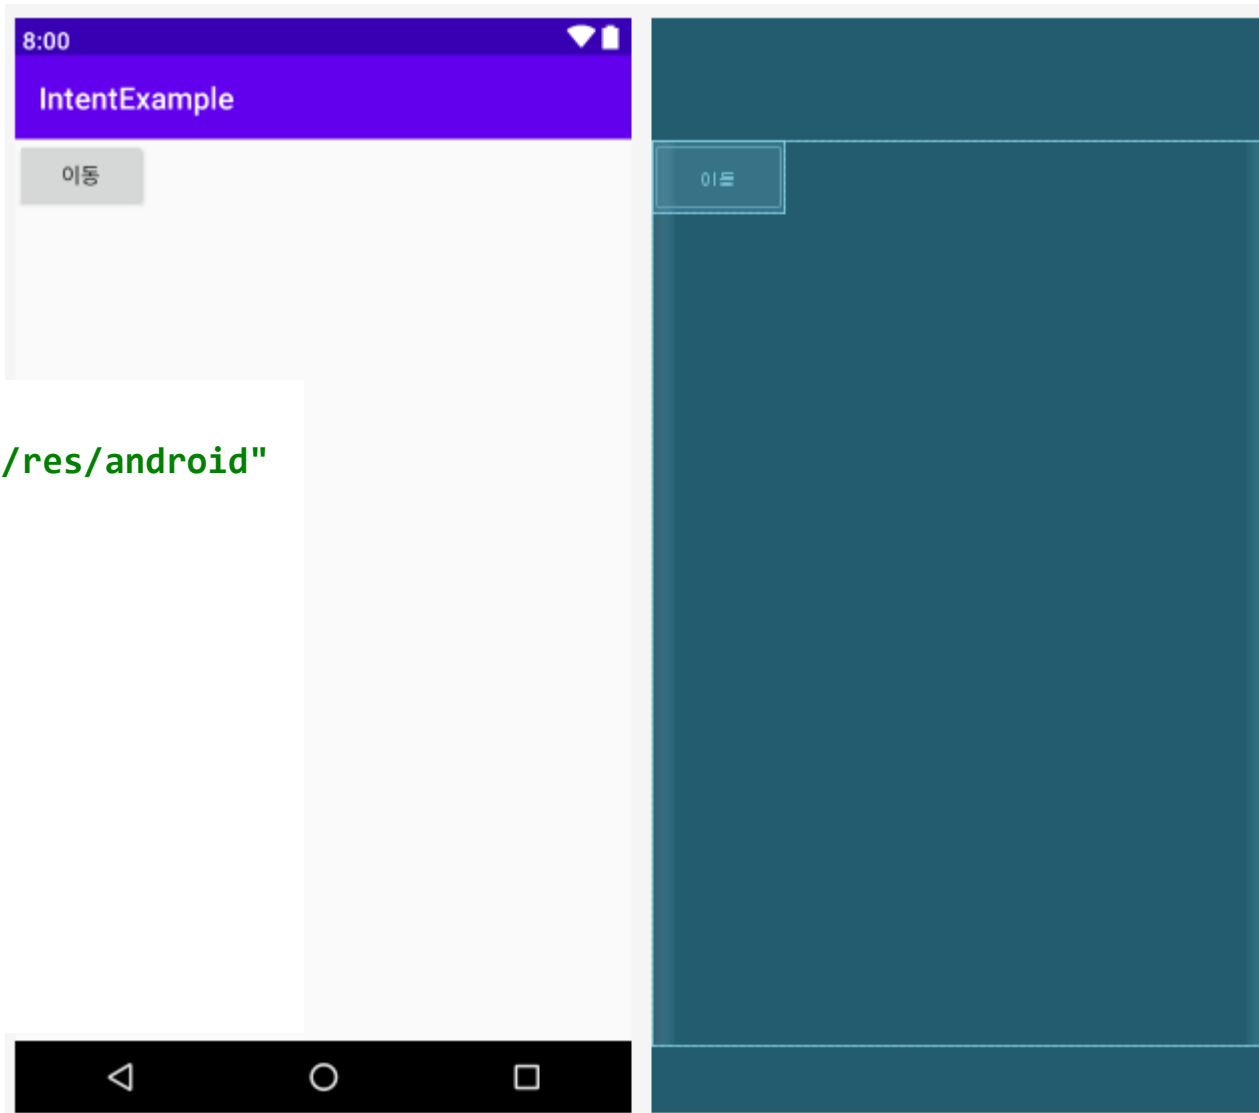 8:00
IntentExample
이동
이동
/res/android"